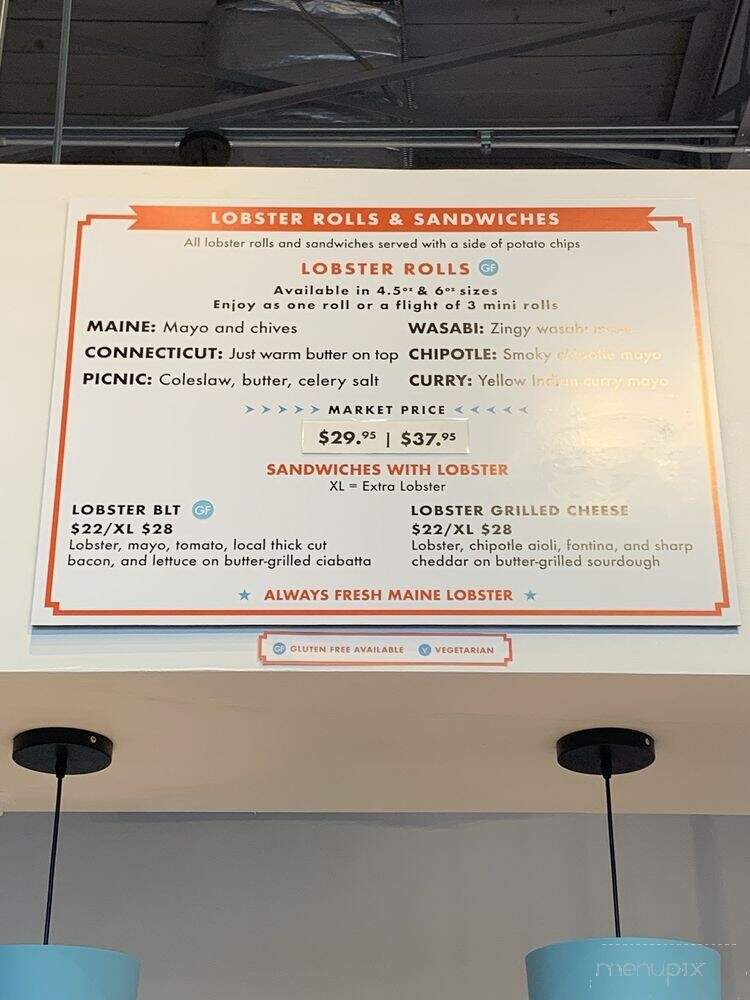 LOBSTER ROLLS & SANDWICHES
All lobster rolls and sandwiches served with a side of potato chips
LOBSTER ROLLS GF
Available in 4.5oz & 6oz sizes
Enjoy as one roll or a flight of 3 mini rolls
MAINE: Mayo and chives
WASABI: Zingy wasabi
CONNECTICUT: Just warm butter on top
CHIPOTLE: Smoky chipotle mayo
PICNIC: Coleslaw, butter, celery salt
CURRY: Yellow Indian curry mayo
> > > > > MARKET PRICE < < < < <
$29.95 | $37.95
SANDWICHES WITH LOBSTER
XL = Extra Lobster
LOBSTER BLT GF
$22/XL $28
Lobster, mayo, tomato, local thick cut
bacon, and lettuce on butter-grilled ciabatta
LOBSTER GRILLED CHEESE
$22/XL $28
Lobster, chipotle aioli, fontina, and sharp
cheddar on butter-grilled sourdough
★ ALWAYS FRESH MAINE LOBSTER ★
GF GLUTEN FREE AVAILABLE V VEGETARIAN
menupix